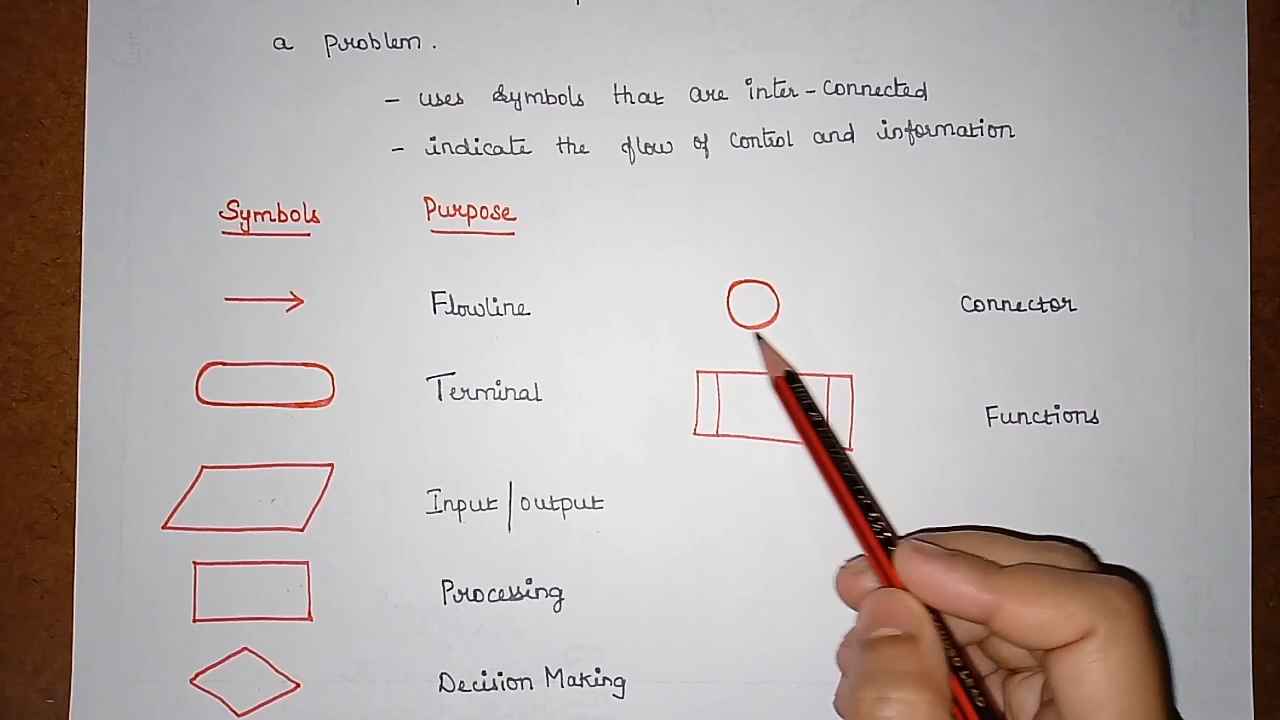 a problem.
- uses symbols that are inter-connected
- indicate the flow of control and information
Symbols Purpose
Flowline
Connector
Terminal
Functions
Input/output
Processing
Decision Making